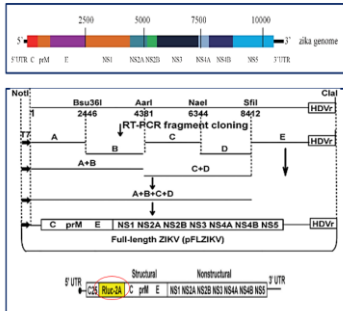 2500 5000 7500 10000
5' 3' zika genome
5'UTR C prM E NS1 NS2A NS2B NS3 NS4A NS4B NS5 3'UTR
NotI Bsu36I AarI NaeI SfiI ClaI
1 2446 4381 6344 8412 HDVr
RT-PCR fragment cloning
T7 A C E HDVr
B D
A+B C+D
A+B+C+D
C prM E NS1 NS2A NS2B NS3 NS4A NS4B NS5 HDVr
Full-length ZIKV (pFLZIKV)
5' UTR Structural Nonstructural 3' UTR
C25 Rluc-2A C prM E NS1 NS2A NS2B NS3 NS4A NS4B NS5